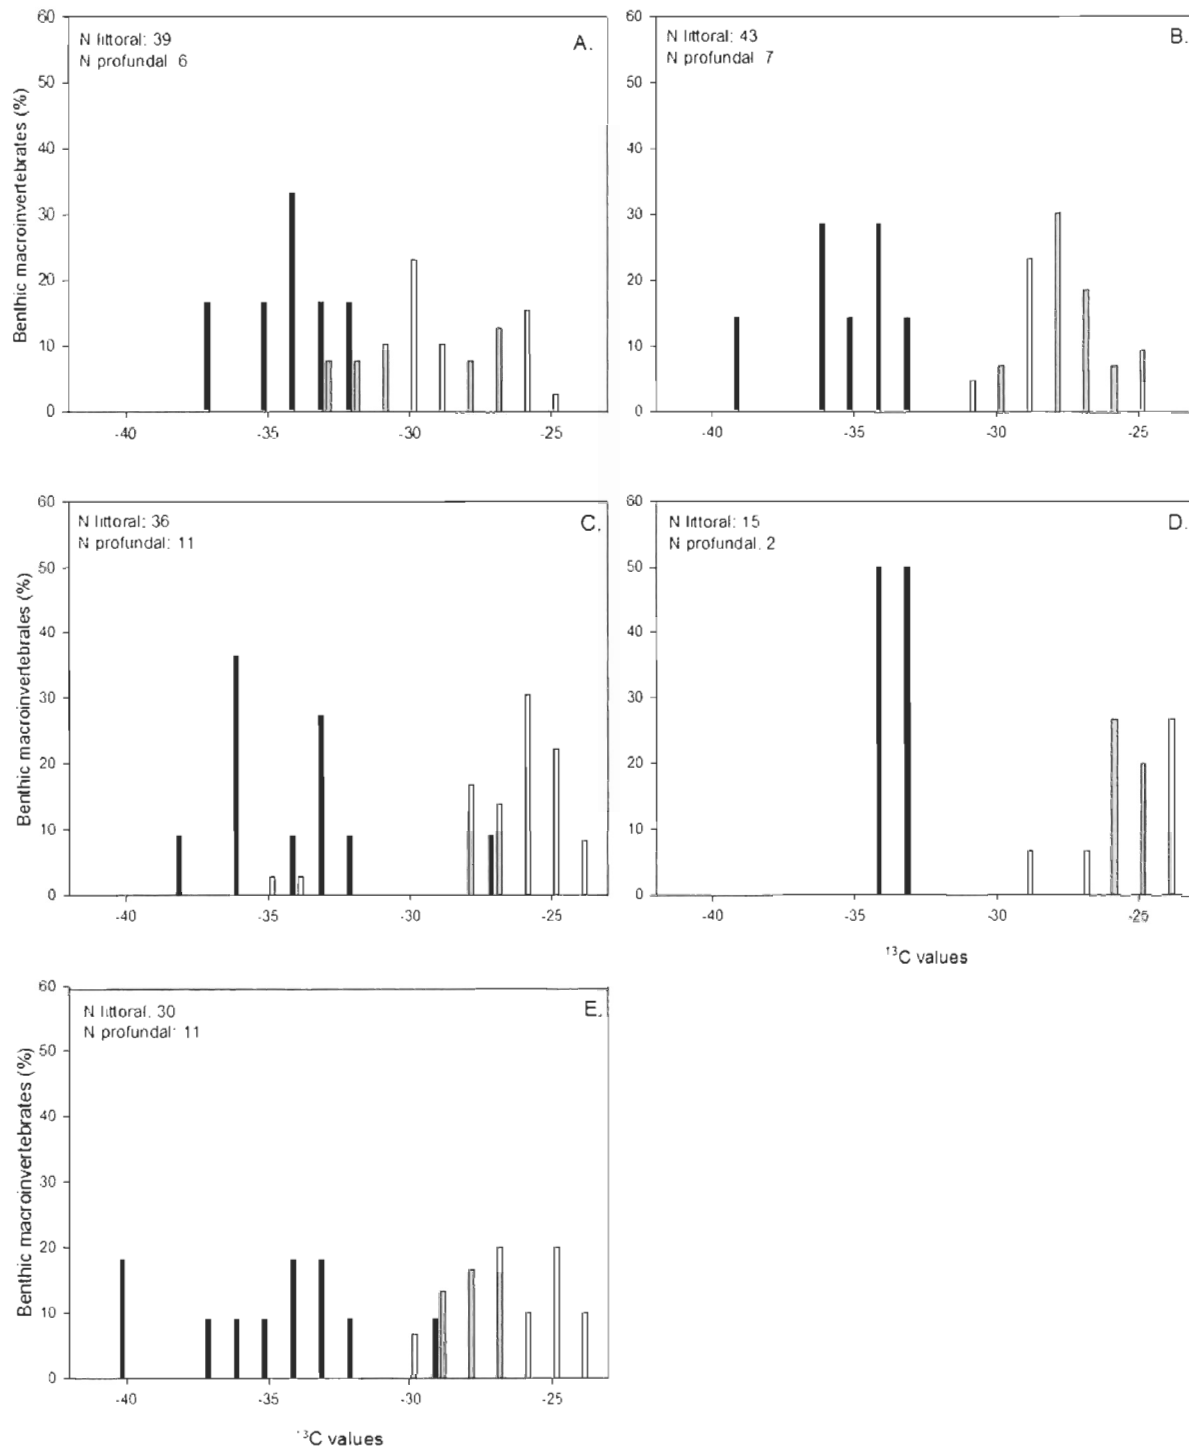 60
50
40
30
20
10
0
Benthic macroinvertebrates (%)
N littoral: 39
N profundal 6
A.
-40 -35 -30 -25
60
50
40
30
20
10
0
N littoral: 43
N profundal 7
B.
-40 -35 -30 -25
60
50
40
30
20
10
0
Benthic macroinvertebrates (%)
N littoral: 36
N profundal: 11
C.
-40 -35 -30 -25
60
50
40
30
20
10
0
N littoral: 15
N profundal. 2
D.
-40 -35 -30 -25
13C values
60
50
40
30
20
10
0
Benthic macroinvertebrates (%)
N littoral. 30
N profundal: 11
E.
-40 -35 -30 -25
13C values